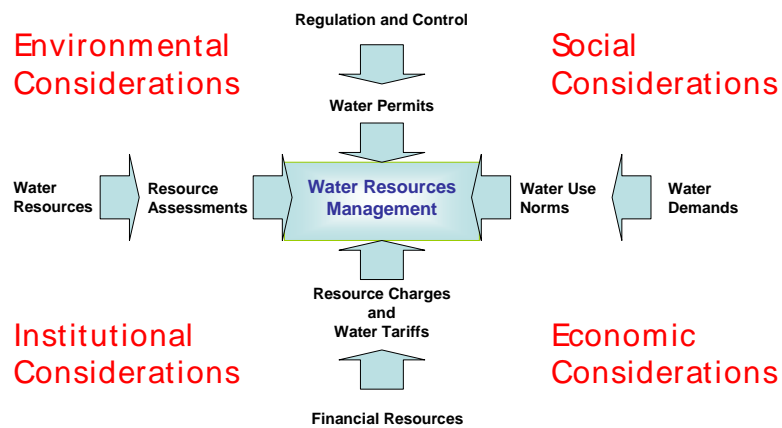 Regulation and Control
Environmental
Considerations
Social
Considerations
Water Permits
Water
Resources
Resource
Assessments
Water Resources
Management
Water Use
Norms
Water
Demands
Resource Charges
and
Water Tariffs
Institutional
Considerations
Economic
Considerations
Financial Resources